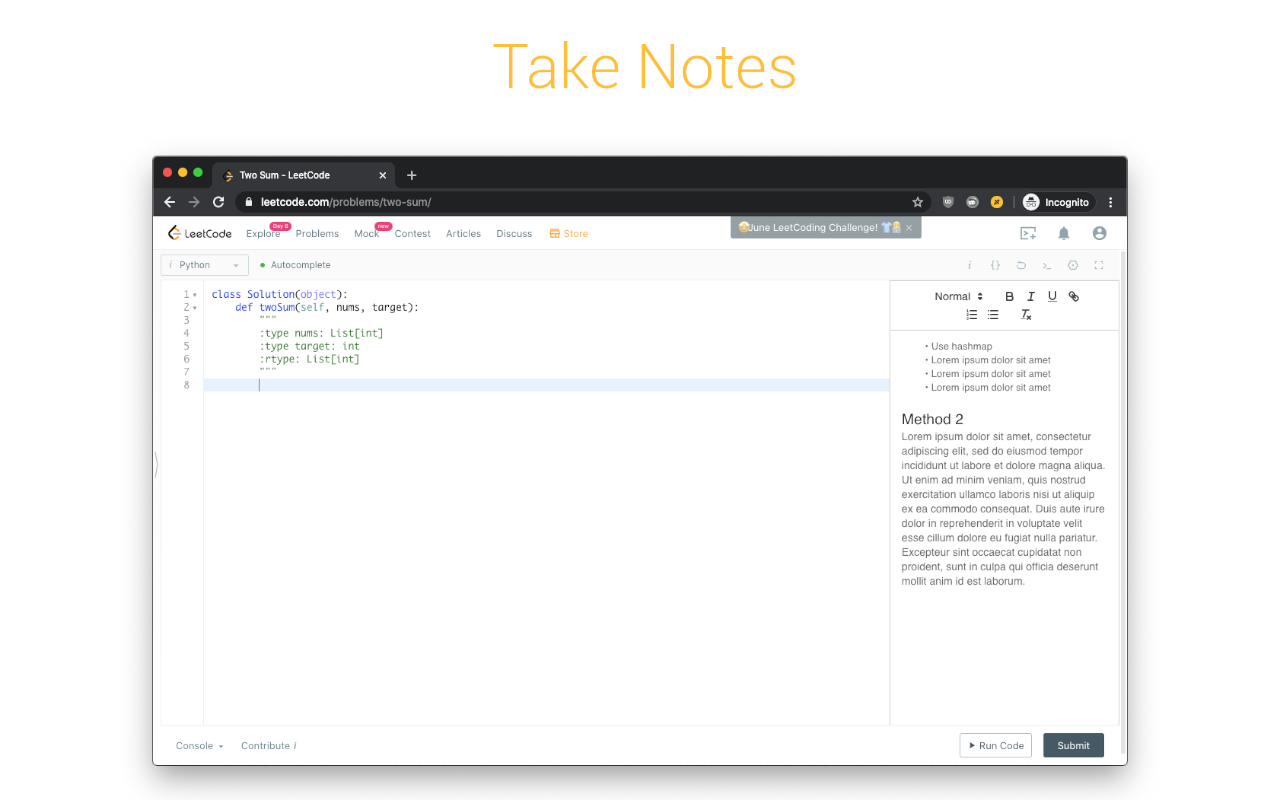 Take Notes
Two Sum - LeetCode
leetcode.com/problems/two-sum/
Incognito
LeetCode
Explore Day 8 Problems Mock new Contest Articles Discuss Store
June LeetCoding Challenge!
Python
Autocomplete
1 class Solution(object):
2 def twoSum(self, nums, target):
3 """
4 :type nums: List[int]
5 :type target: int
6 :rtype: List[int]
7 """
8
Normal B I U
• Use hashmap
• Lorem ipsum dolor sit amet
• Lorem ipsum dolor sit amet
• Lorem ipsum dolor sit amet
Method 2
Lorem ipsum dolor sit amet, consectetur
adipiscing elit, sed do eiusmod tempor
incididunt ut labore et dolore magna aliqua.
Ut enim ad minim veniam, quis nostrud
exercitation ullamco laboris nisi ut aliquip
ex ea commodo consequat. Duis aute irure
dolor in reprehenderit in voluptate velit
esse cillum dolore eu fugiat nulla pariatur.
Excepteur sint occaecat cupidatat non
proident, sunt in culpa qui officia deserunt
mollit anim id est laborum.
Console Contribute i
Run Code Submit